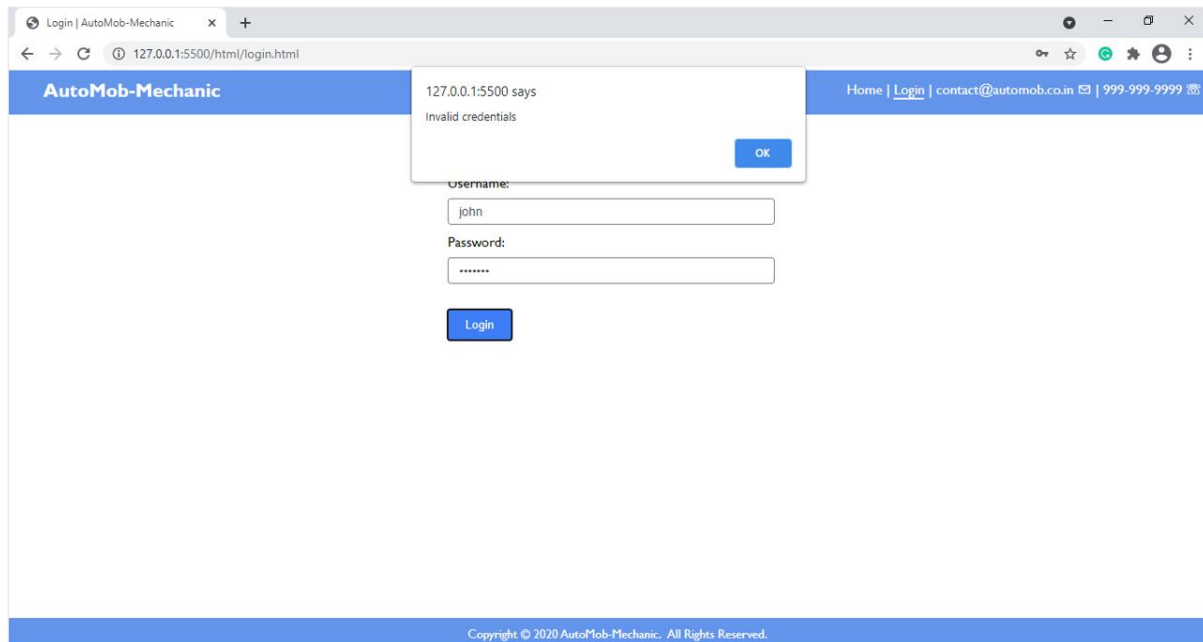 Login | AutoMob-Mechanic
127.0.0.1:5500/html/login.html
AutoMob-Mechanic
Home | Login | contact@automob.co.in ✉ | 999-999-9999 ☏
127.0.0.1:5500 says
Invalid credentials
OK
Username:
john
Password:
•••••••
Login
Copyright © 2020 AutoMob-Mechanic. All Rights Reserved.